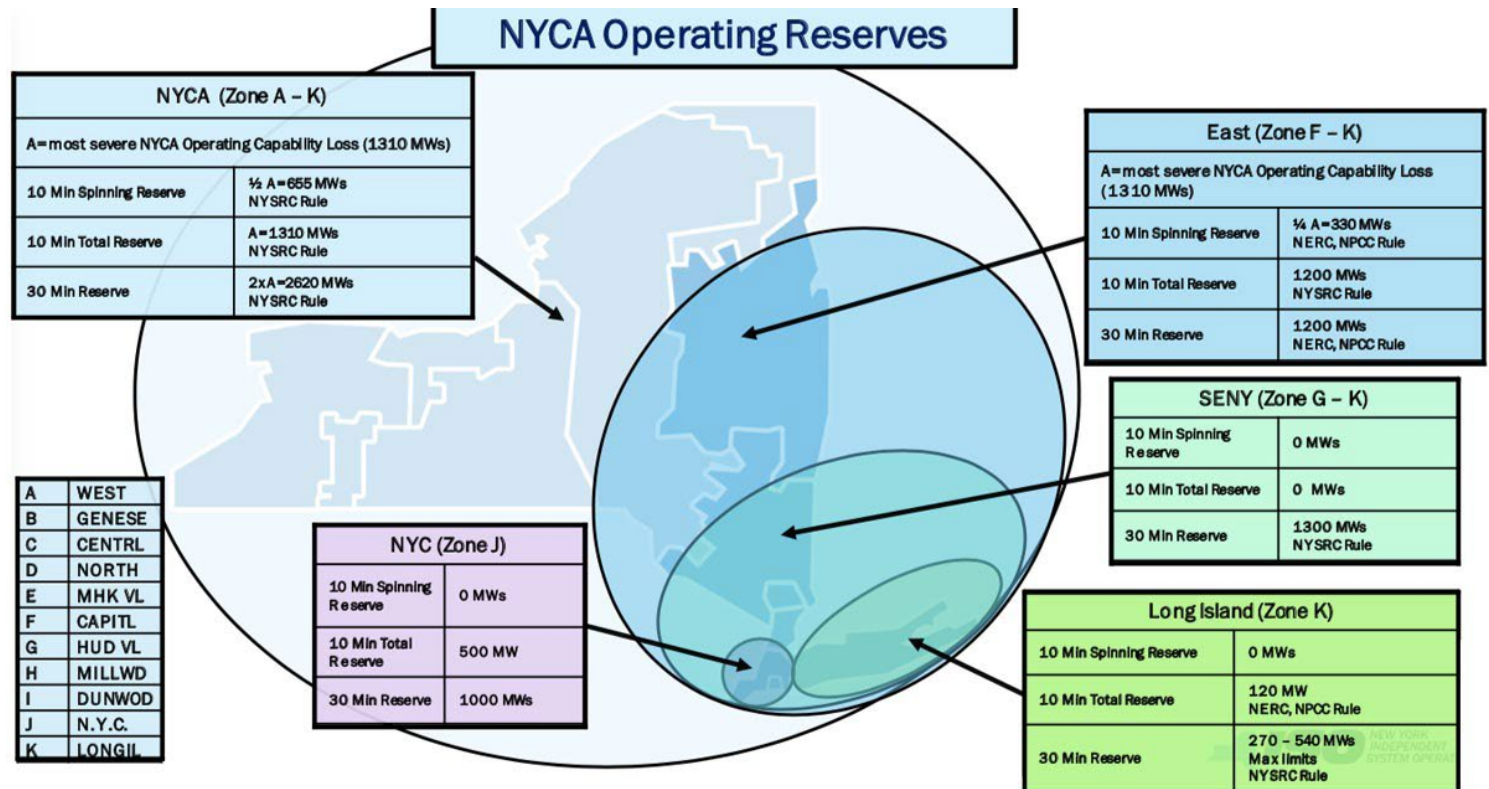 NYCA Operating Reserves
NYCA (Zone A – K)
A=most severe NYCA Operating Capability Loss (1310 MWs)
10 Min Spinning Reserve
½ A=655 MWs
NYSRC Rule
10 Min Total Reserve
A=1310 MWs
NYSRC Rule
30 Min Reserve
2xA=2620 MWs
NYSRC Rule
East (Zone F – K)
A=most severe NYCA Operating Capability Loss
(1310 MWs)
10 Min Spinning Reserve
¼ A=330 MWs
NERC, NPCC Rule
10 Min Total Reserve
1200 MWs
NYSRC Rule
30 Min Reserve
1200 MWs
NERC, NPCC Rule
SENY (Zone G – K)
10 Min Spinning
Reserve
0 MWs
10 Min Total Reserve
0 MWs
30 Min Reserve
1300 MWs
NYSRC Rule
A WEST
B GENESE
C CENTRL
D NORTH
E MHK VL
F CAPITL
G HUD VL
H MILLWD
I DUNWOD
J N.Y.C.
K LONGIL
NYC (Zone J)
10 Min Spinning
Reserve
0 MWs
10 Min Total
Reserve
500 MW
30 Min Reserve
1000 MWs
Long Island (Zone K)
10 Min Spinning Reserve
0 MWs
10 Min Total Reserve
120 MW
NERC, NPCC Rule
30 Min Reserve
270 – 540 MWs
Max limits
NYSRC Rule
NEW YORK
INDEPENDENT
SYSTEM OPERAT